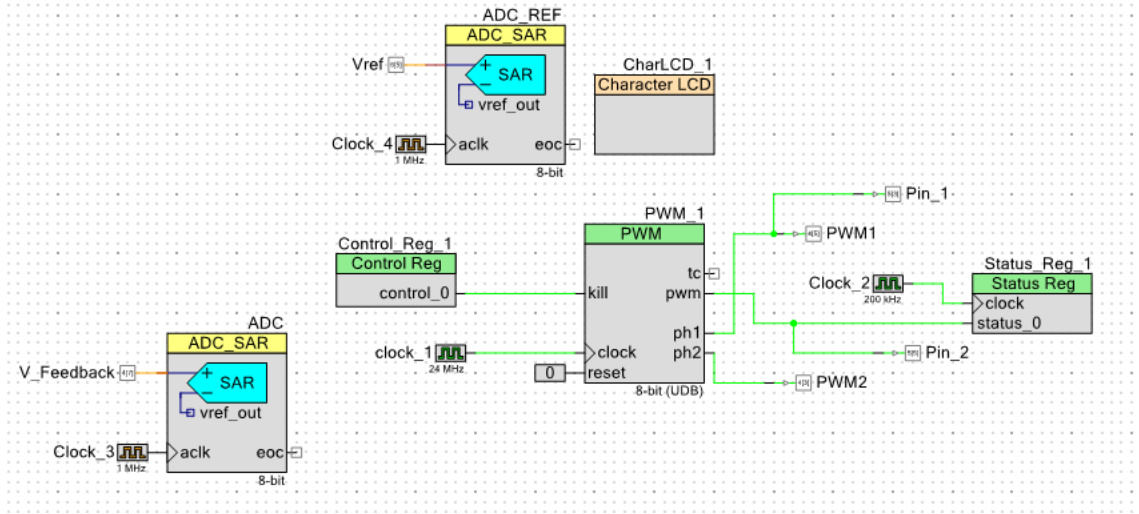 ADC_REF
ADC_SAR
Vref
SAR
vref_out
Clock_4
1 MHz
aclk
eoc
8-bit
CharLCD_1
Character LCD
Pin_1
PWM_1
PWM
PWM1
Control_Reg_1
Control Reg
control_0
kill
tc
pwm
ph1
ph2
clock_1
24 MHz
clock
0
reset
8-bit (UDB)
PWM2
Clock_2
200 kHz
Status_Reg_1
Status Reg
clock
status_0
Pin_2
ADC
ADC_SAR
V_Feedback
SAR
vref_out
Clock_3
1 MHz
aclk
eoc
8-bit